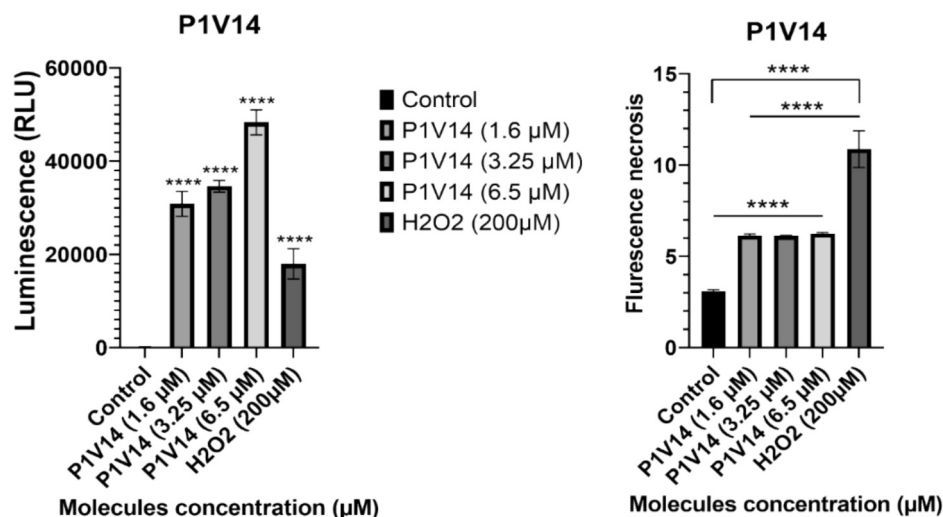 P1V14
Luminescence (RLU)
60000
40000
20000
0
****
****
****
****
Control
P1V14 (1.6 µM)
P1V14 (3.25 µM)
P1V14 (6.5 µM)
H2O2 (200µM)
Molecules concentration (µM)
Control
P1V14 (1.6 µM)
P1V14 (3.25 µM)
P1V14 (6.5 µM)
H2O2 (200µM)
P1V14
Flurescence necrosis
15
10
5
0
****
****
****
Control
P1V14 (1.6 µM)
P1V14 (3.25 µM)
P1V14 (6.5 µM)
H2O2 (200µM)
Molecules concentration (µM)